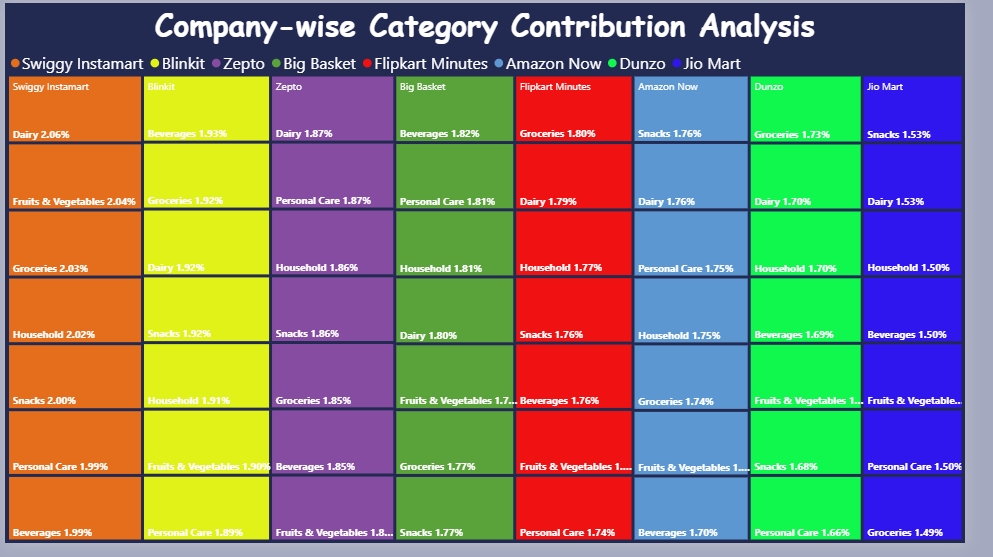 Company-wise Category Contribution Analysis
Swiggy Instamart Blinkit Zepto Big Basket Flipkart Minutes Amazon Now Dunzo Jio Mart
Swiggy Instamart Blinkit Zepto Big Basket Flipkart Minutes Amazon Now Dunzo Jio Mart
Dairy 2.06% Beverages 1.93% Dairy 1.87% Beverages 1.82% Groceries 1.80% Snacks 1.76% Groceries 1.73% Snacks 1.53%
Fruits & Vegetables 2.04% Groceries 1.92% Personal Care 1.87% Personal Care 1.81% Dairy 1.79% Dairy 1.76% Dairy 1.70% Dairy 1.53%
Groceries 2.03% Dairy 1.92% Household 1.86% Household 1.81% Household 1.77% Personal Care 1.75% Household 1.70% Household 1.50%
Household 2.02% Snacks 1.92% Snacks 1.86% Dairy 1.80% Snacks 1.76% Household 1.75% Beverages 1.69% Beverages 1.50%
Snacks 2.00% Household 1.91% Groceries 1.85% Fruits & Vegetables 1.7... Beverages 1.76% Groceries 1.74% Fruits & Vegetables 1.... Fruits & Vegetable...
Personal Care 1.99% Fruits & Vegetables 1.90% Beverages 1.85% Groceries 1.77% Fruits & Vegetables 1.... Fruits & Vegetables 1.... Snacks 1.68% Personal Care 1.50%
Beverages 1.99% Personal Care 1.89% Fruits & Vegetables 1.8... Snacks 1.77% Personal Care 1.74% Beverages 1.70% Personal Care 1.66% Groceries 1.49%